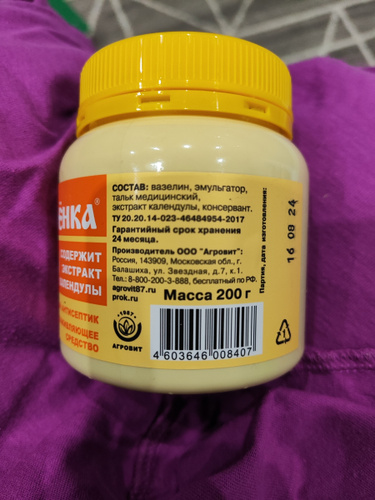 ЁНКА®
СОДЕРЖИТ
ЭКСТРАКТ
КАЛЕНДУЛЫ
АНТИСЕПТИК
СРЕДСТВО
СОСТАВ: вазелин, эмульгатор,
тальк медицинский,
экстракт календулы, консервант.
ТУ 20.20.14-023-46484954-2017
Гарантийный срок хранения
24 месяца.
Производитель ООО "Агровит":
Россия, 143909, Московская обл., г.
Балашиха, ул. Звездная, д.7, к.1.
Тел.: 8-800-200-3-888, бесплатный по РФ
agrovit87.ru
prok.ru
Масса 200 г
• 1987 •
АГРОВИТ
4 603646 008407
Партия, дата изготовления:
16 08 24
1